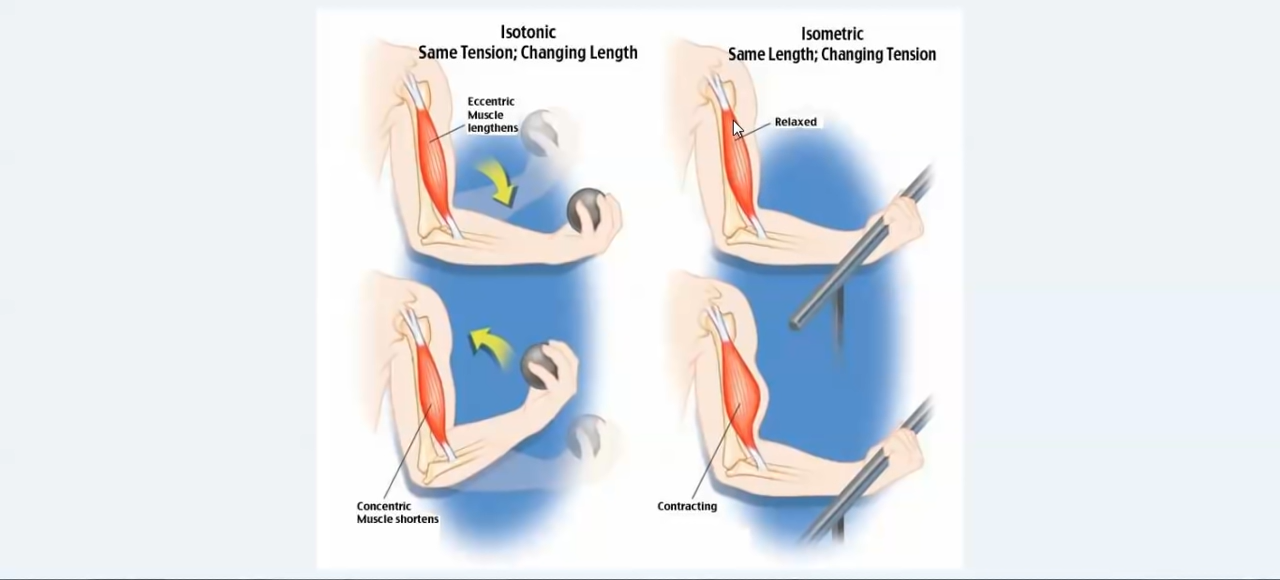 Isotonic
Same Tension; Changing Length
Eccentric
Muscle
lengthens
Concentric
Muscle shortens
Isometric
Same Length; Changing Tension
Relaxed
Contracting